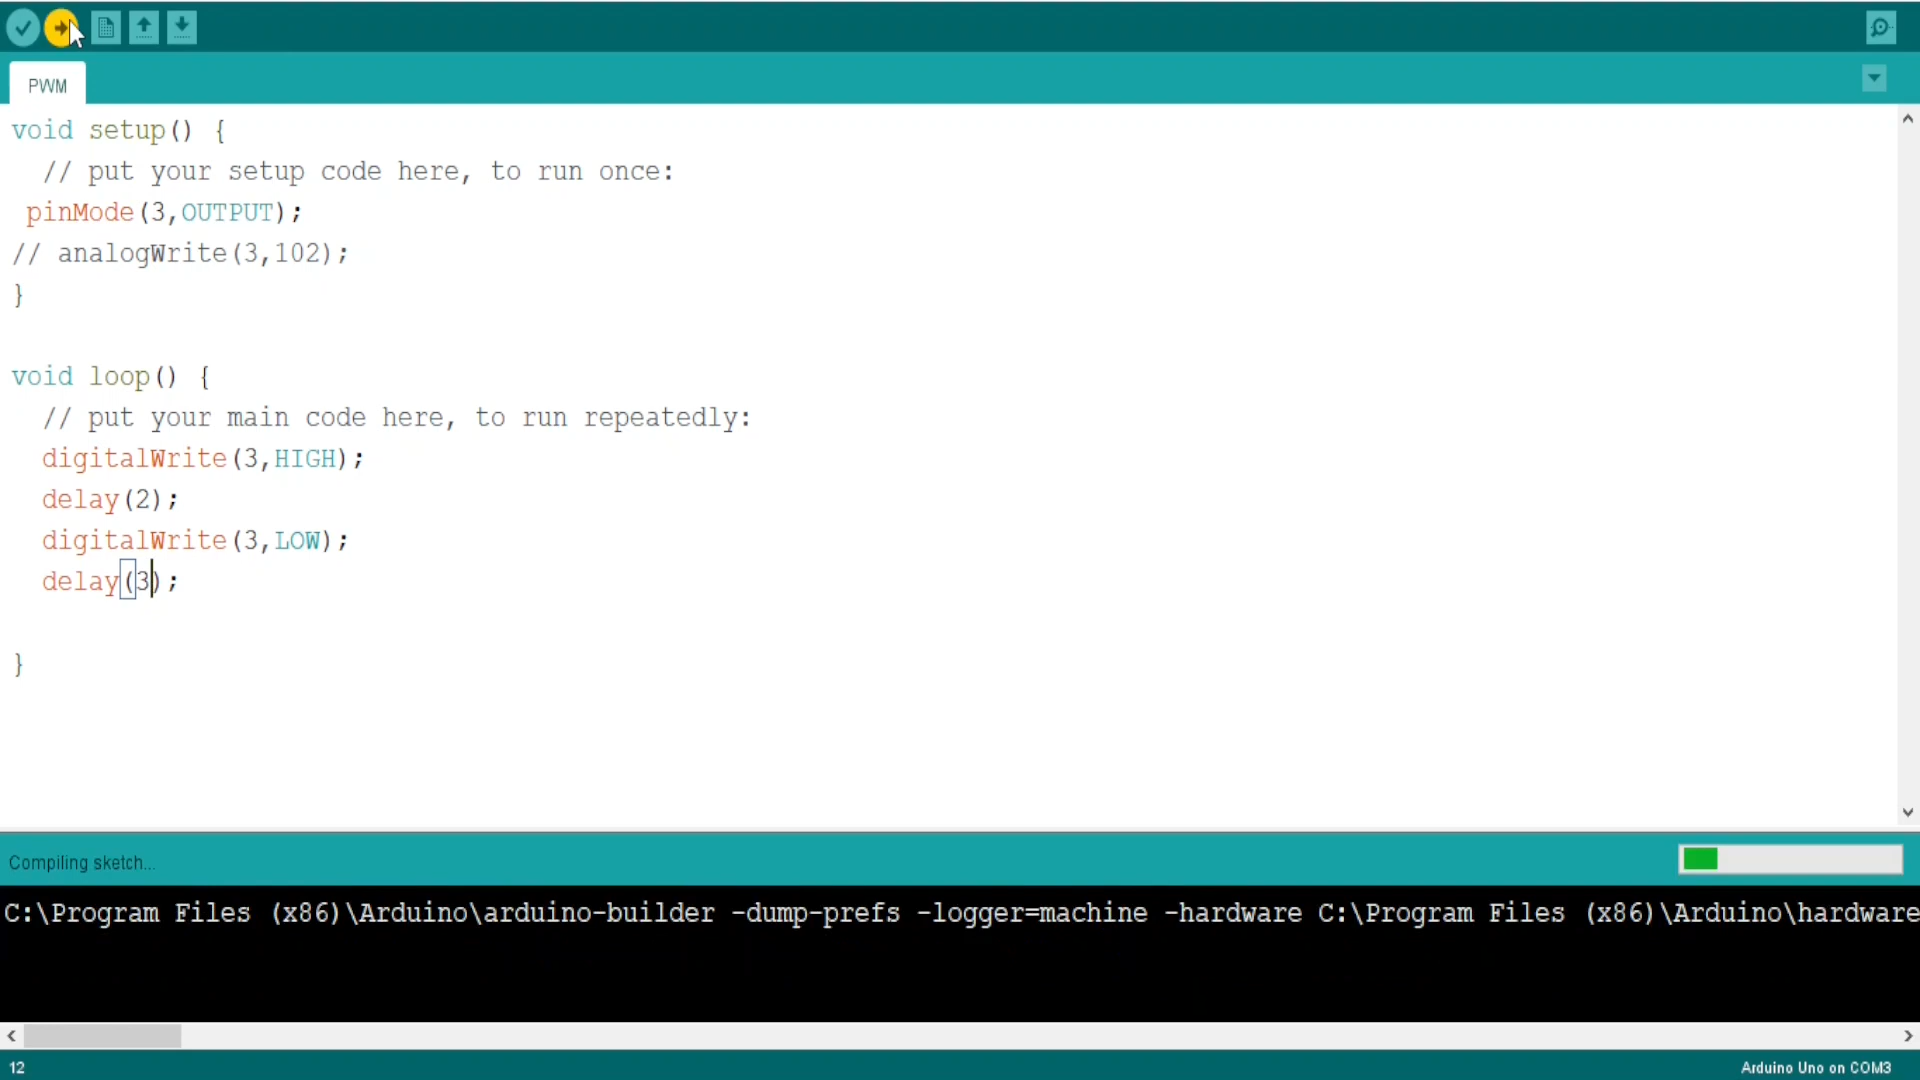 PWM
void setup() {
// put your setup code here, to run once:
pinMode(3,OUTPUT);
// analogWrite(3,102);
}
void loop() {
// put your main code here, to run repeatedly:
digitalWrite(3,HIGH);
delay(2);
digitalWrite(3,LOW);
delay(3);
}
Compiling sketch...
C:\Program Files (x86)\Arduino\arduino-builder -dump-prefs -logger=machine -hardware C:\Program Files (x86)\Arduino\hardware
12
Arduino Uno on COM3